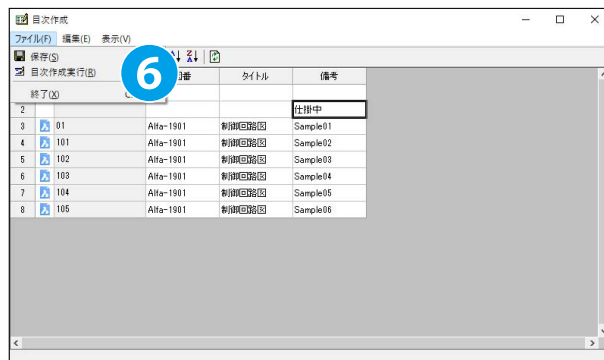 目次作成
ファイル(F) 編集(E) 表示(V)
保存(S)
目次作成実行(R)
終了(X)
6
番 タイトル 備考
2 仕掛中
3 01 Alfa-1901 制御回路図 Sample01
4 101 Alfa-1901 制御回路図 Sample02
5 102 Alfa-1901 制御回路図 Sample03
6 103 Alfa-1901 制御回路図 Sample04
7 104 Alfa-1901 制御回路図 Sample05
8 105 Alfa-1901 制御回路図 Sample06